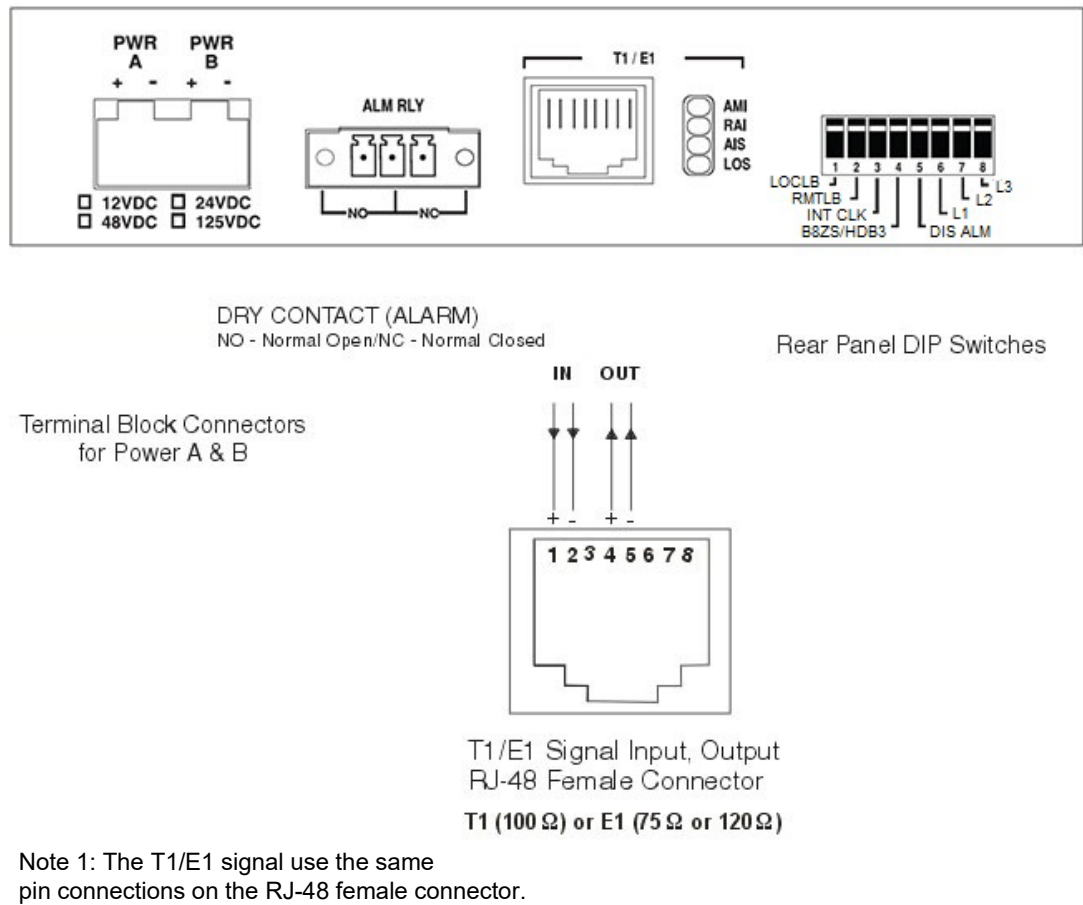 PWR PWR
A B
+ - + -
12VDC 24VDC
48VDC 125VDC
ALM RLY
NO NO
T1 / E1
AMI
RAI
AIS
LOS
1 2 3 4 5 6 7 8
LOCLB L3
RMTLB L2
INT CLK L1
B8ZS/HDB3 DIS ALM
DRY CONTACT (ALARM)
NO - Normal Open/NC - Normal Closed
Rear Panel DIP Switches
Terminal Block Connectors
for Power A & B
IN OUT
+ - + -
1 2 3 4 5 6 7 8
T1/E1 Signal Input, Output
RJ-48 Female Connector
T1 (100 Ω) or E1 (75 Ω or 120 Ω)
Note 1: The T1/E1 signal use the same
pin connections on the RJ-48 female connector.